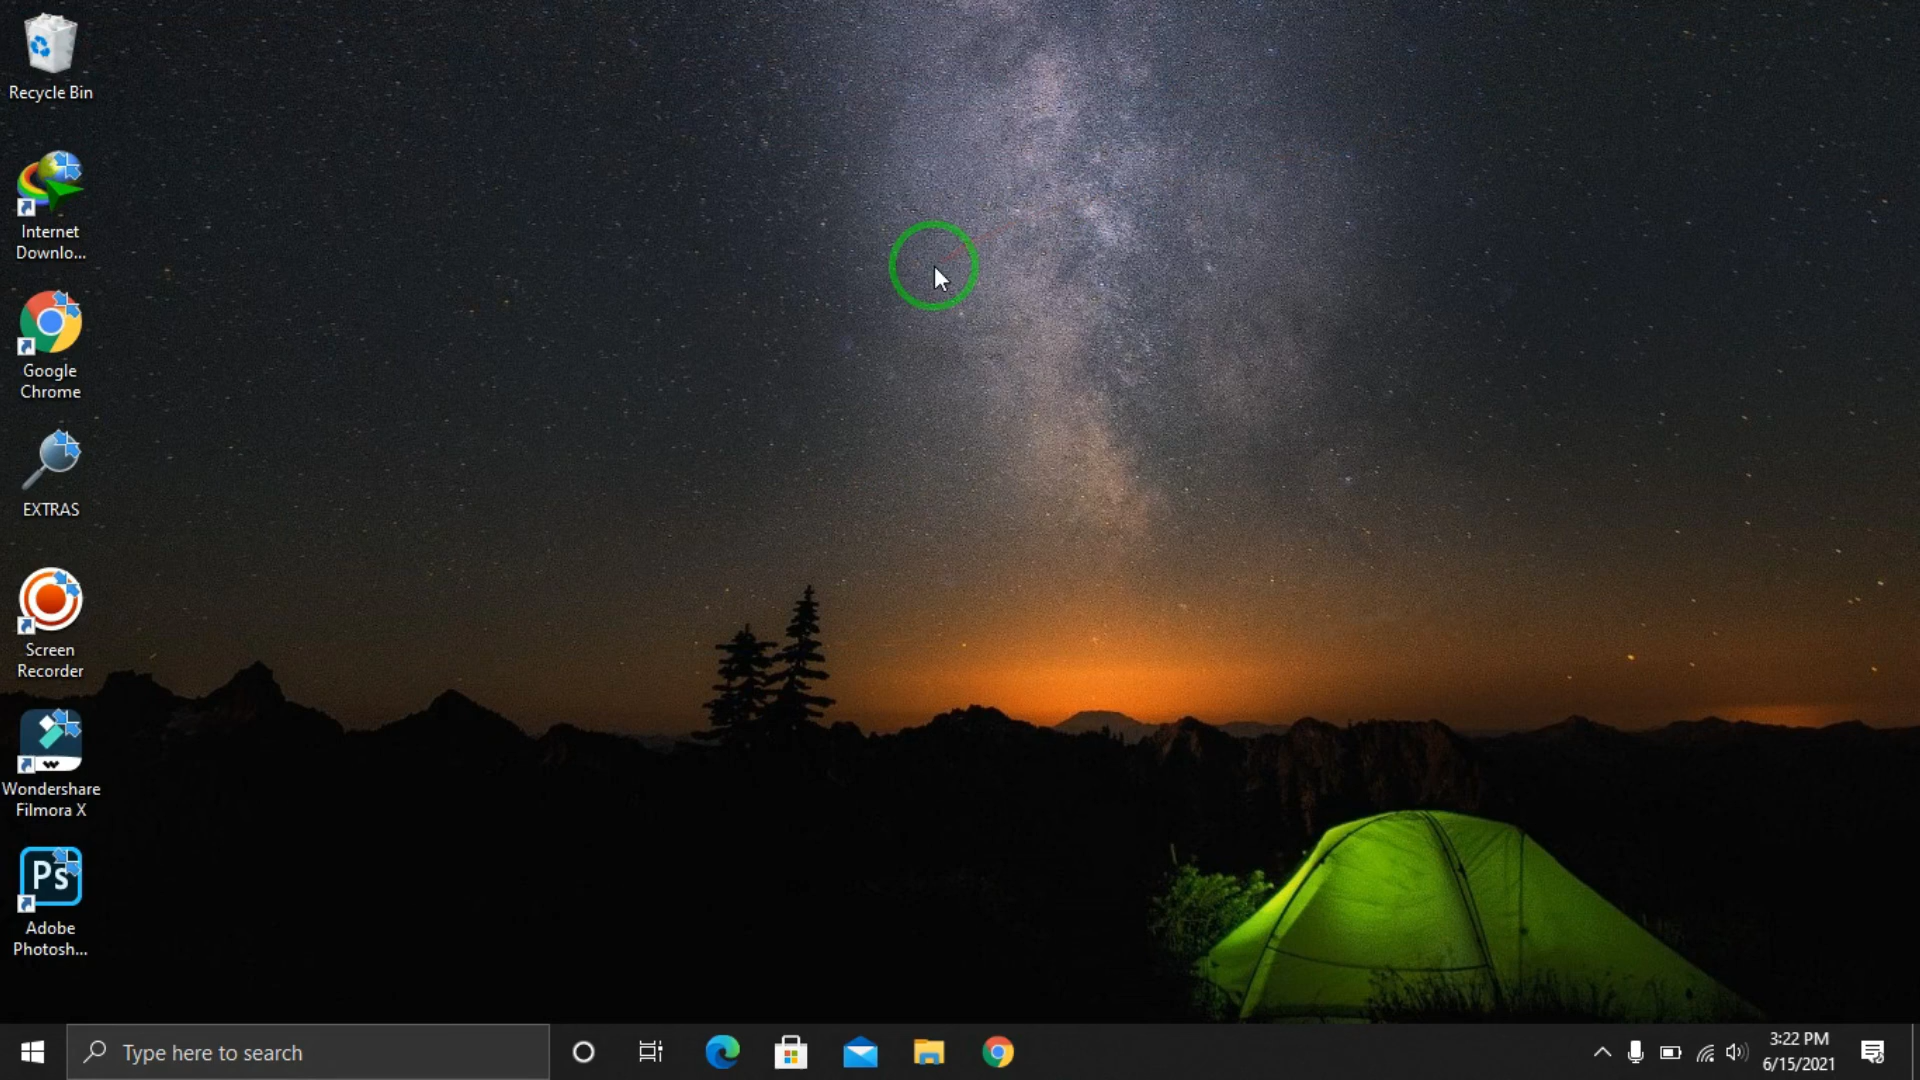 Recycle Bin
Internet
Downlo...
Google
Chrome
EXTRAS
Screen
Recorder
Wondershare
Filmora X
Ps
Adobe
Photosh...
Type here to search
3:22 PM
6/15/2021